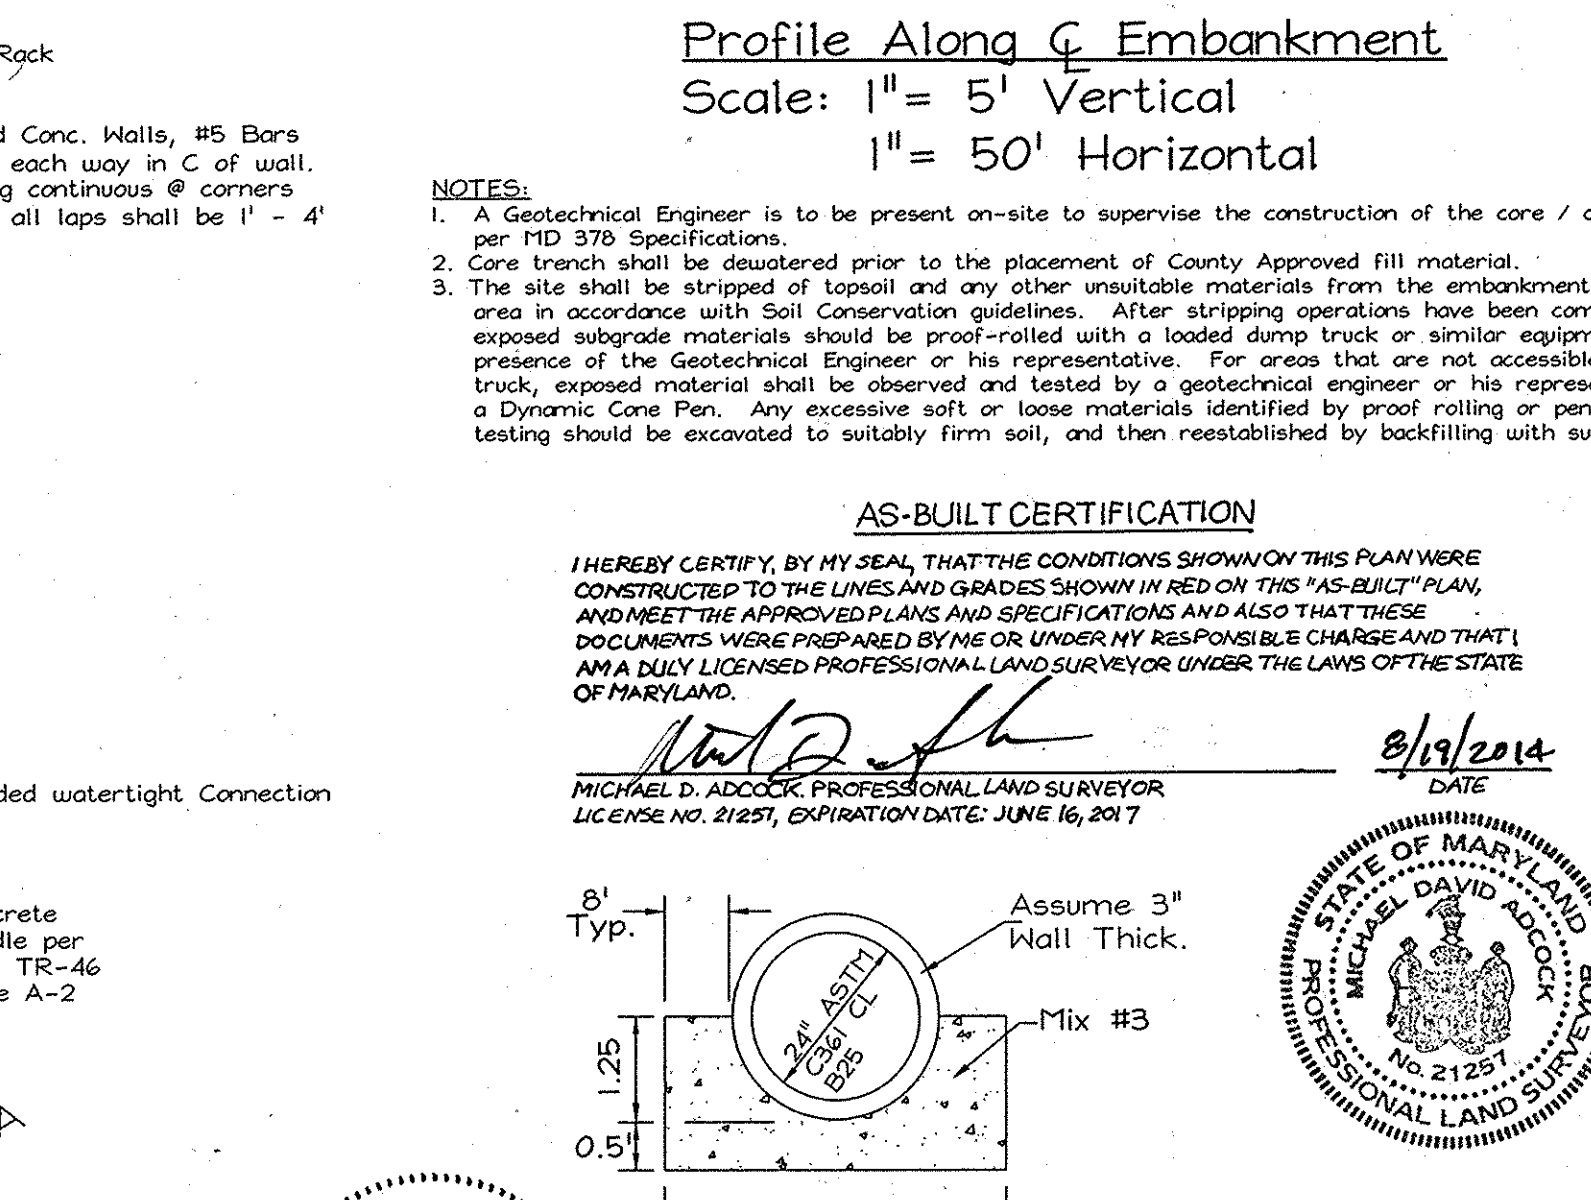 Rack
Conc. Walls, #5 Bars
each way in C of wall.
continuous @ corners
all laps shall be 1' - 4'
Profile Along ℄ Embankment
Scale: 1"= 5' Vertical
1"= 50' Horizontal
NOTES:
1. A Geotechnical Engineer is to be present on-site to supervise the construction of the core /
per MD 378 Specifications.
2. Core trench shall be dewatered prior to the placement of County Approved fill material.
3. The site shall be stripped of topsoil and any other unsuitable materials from the embankment
area in accordance with Soil Conservation guidelines. After stripping operations have been com
exposed subgrade materials should be proof-rolled with a loaded dump truck or similar equipm
presence of the Geotechnical Engineer or his representative. For areas that are not accessible
truck, exposed material shall be observed and tested by a geotechnical engineer or his repres
a Dynamic Cone Pen. Any excessive soft or loose materials identified by proof rolling or pen
testing should be excavated to suitably firm soil, and then reestablished by backfilling with su
AS-BUILT CERTIFICATION
I HEREBY CERTIFY, BY MY SEAL, THAT THE CONDITIONS SHOWN ON THIS PLAN WERE
CONSTRUCTED TO THE LINES AND GRADES SHOWN IN RED ON THIS "AS-BUILT" PLAN,
AND MEET THE APPROVED PLANS AND SPECIFICATIONS AND ALSO THAT THESE
DOCUMENTS WERE PREPARED BY ME OR UNDER MY RESPONSIBLE CHARGE AND THAT I
AM A DULY LICENSED PROFESSIONAL LAND SURVEYOR UNDER THE LAWS OF THE STATE
OF MARYLAND.
8/19/2014
MICHAEL D. ADCOCK. PROFESSIONAL LAND SURVEYOR
DATE
LICENSE NO. 21257, EXPIRATION DATE: JUNE 16, 2017
ded watertight Connection
crete
dle per
TR-46
e A-2
8'
Typ.
Assume 3"
Wall Thick.
24" ASTM
C361 CL
B25
Mix #3
1.25
0.5'
STATE OF MARYLAND
MICHAEL DAVID ADCOCK
No. 21257
PROFESSIONAL LAND SURVEYOR